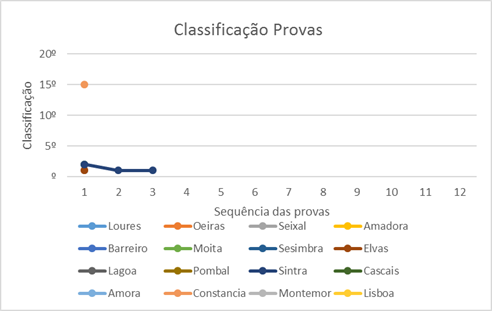 Classificação Provas
Classificação
20º
15º
10º
5º
º
1 2 3 4 5 6 7 8 9 10 11 12
Sequência das provas
Loures Oeiras Seixal Amadora
Barreiro Moita Sesimbra Elvas
Lagoa Pombal Sintra Cascais
Amora Constancia Montemor Lisboa